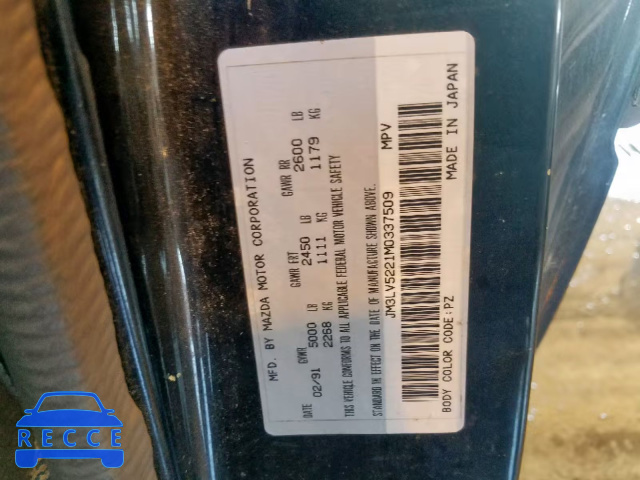 MFD. BY MAZDA MOTOR CORPORATION
DATE GVWR GAWR FRT GAWR RR
02/91 5000 LB 2450 LB 2600 LB
2268 KG 1111 KG 1179 KG
THIS VEHICLE CONFORMS TO ALL APPLICABLE FEDERAL MOTOR VEHICLE SAFETY
STANDARD IN EFFECT ON THE DATE OF MANUFACTURE SHOWN ABOVE.
JM3LV5221M0337509 MPV
BODY COLOR CODE:PZ MADE IN JAPAN
RECCE